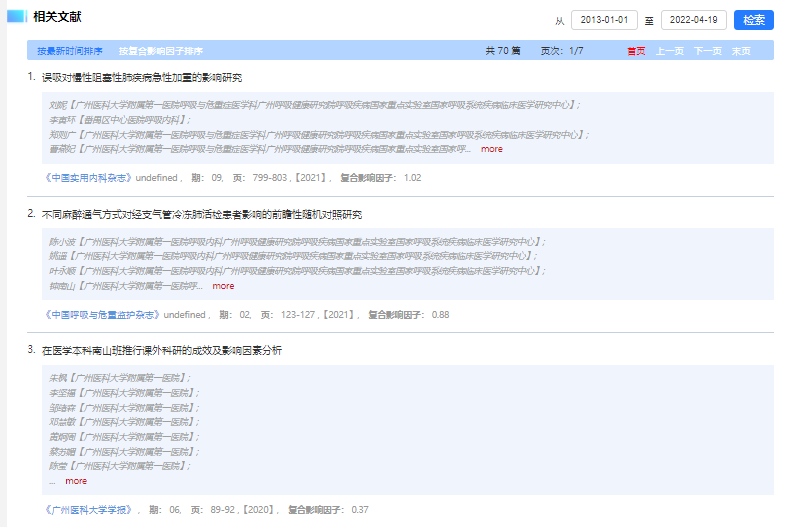 相关文献
从 2013-01-01 至 2022-04-19 检索
按最新时间排序 按复合影响因子排序 共 70 篇 页次：1/7 首页 上一页 下一页 末页
1. 误吸对慢性阻塞性肺疾病急性加重的影响研究
刘妮【广州医科大学附属第一医院呼吸与危重症医学科广州呼吸健康研究院呼吸疾病国家重点实验室国家呼吸系统疾病临床医学研究中心】;
李寅环【番禺区中心医院呼吸内科】;
郑则广【广州医科大学附属第一医院呼吸与危重症医学科广州呼吸健康研究院呼吸疾病国家重点实验室国家呼吸系统疾病临床医学研究中心】;
曹燕妃【广州医科大学附属第一医院呼吸与危重症医学科广州呼吸健康研究院呼吸疾病国家重点实验室国家呼... more
《中国实用内科杂志》undefined， 期： 09, 页： 799-803 ,【2021】, 复合影响因子： 1.02
2. 不同麻醉通气方式对经支气管冷冻肺活检患者影响的前瞻性随机对照研究
陈小波【广州医科大学附属第一医院呼吸内科广州呼吸健康研究院呼吸疾病国家重点实验室国家呼吸系统疾病临床医学研究中心】;
姚遥【广州医科大学附属第一医院呼吸内科广州呼吸健康研究院呼吸疾病国家重点实验室国家呼吸系统疾病临床医学研究中心】;
叶永顺【广州医科大学附属第一医院呼吸内科广州呼吸健康研究院呼吸疾病国家重点实验室国家呼吸系统疾病临床医学研究中心】;
钟南山【广州医科大学附属第一医院呼... more
《中国呼吸与危重监护杂志》undefined， 期： 02, 页： 123-127 ,【2021】, 复合影响因子： 0.88
3. 在医学本科南山班推行课外科研的成效及影响因素分析
朱枫【广州医科大学附属第一医院】;
李坚福【广州医科大学附属第一医院】;
邹晴森【广州医科大学附属第一医院】;
邓慧敏【广州医科大学附属第一医院】;
黄炯周【广州医科大学附属第一医院】;
蔡苏媚【广州医科大学附属第一医院】;
陈莹【广州医科大学附属第一医院】;
... more
《广州医科大学学报》， 期： 06, 页： 89-92 ,【2020】, 复合影响因子： 0.37